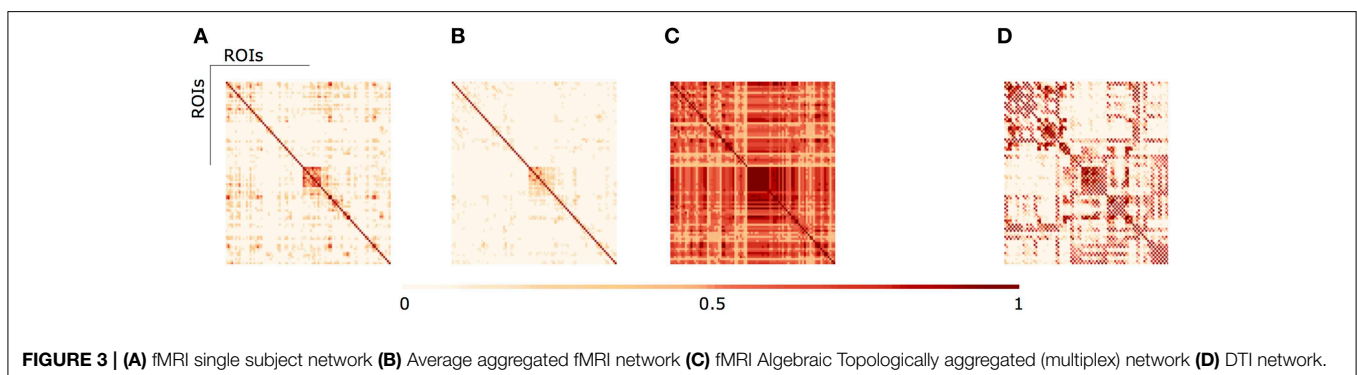 A
B
C
D
ROIs
ROIs
0
0.5
1
FIGURE 3 | (A) fMRI single subject network (B) Average aggregated fMRI network (C) fMRI Algebraic Topologically aggregated (multiplex) network (D) DTI network.